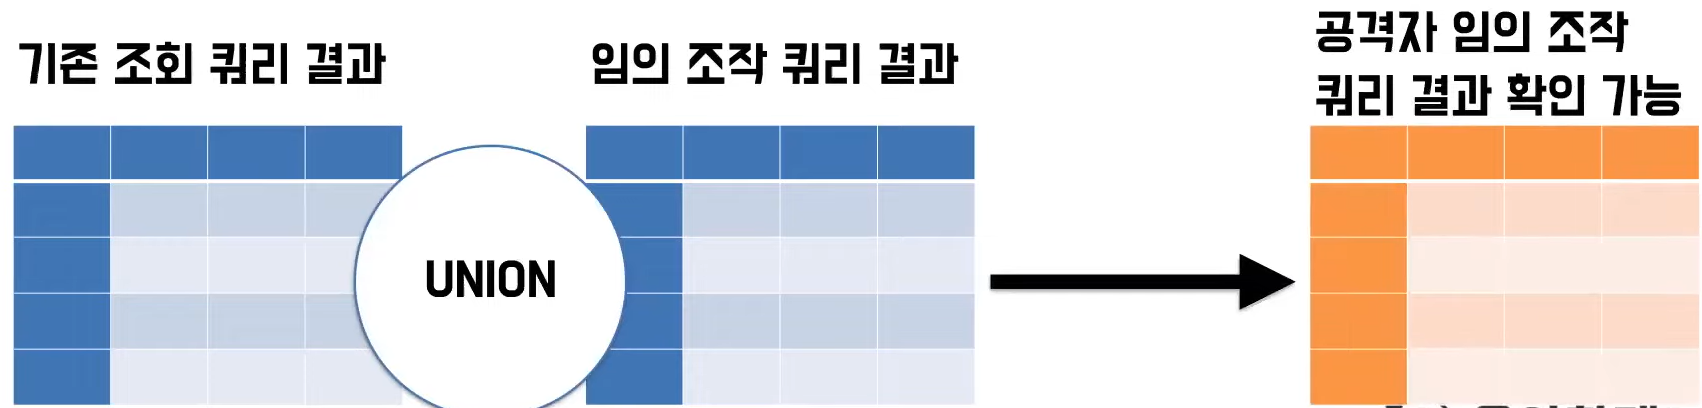 기존 조회 쿼리 결과
임의 조작 쿼리 결과
공격자 임의 조작
쿼리 결과 확인 가능
UNION